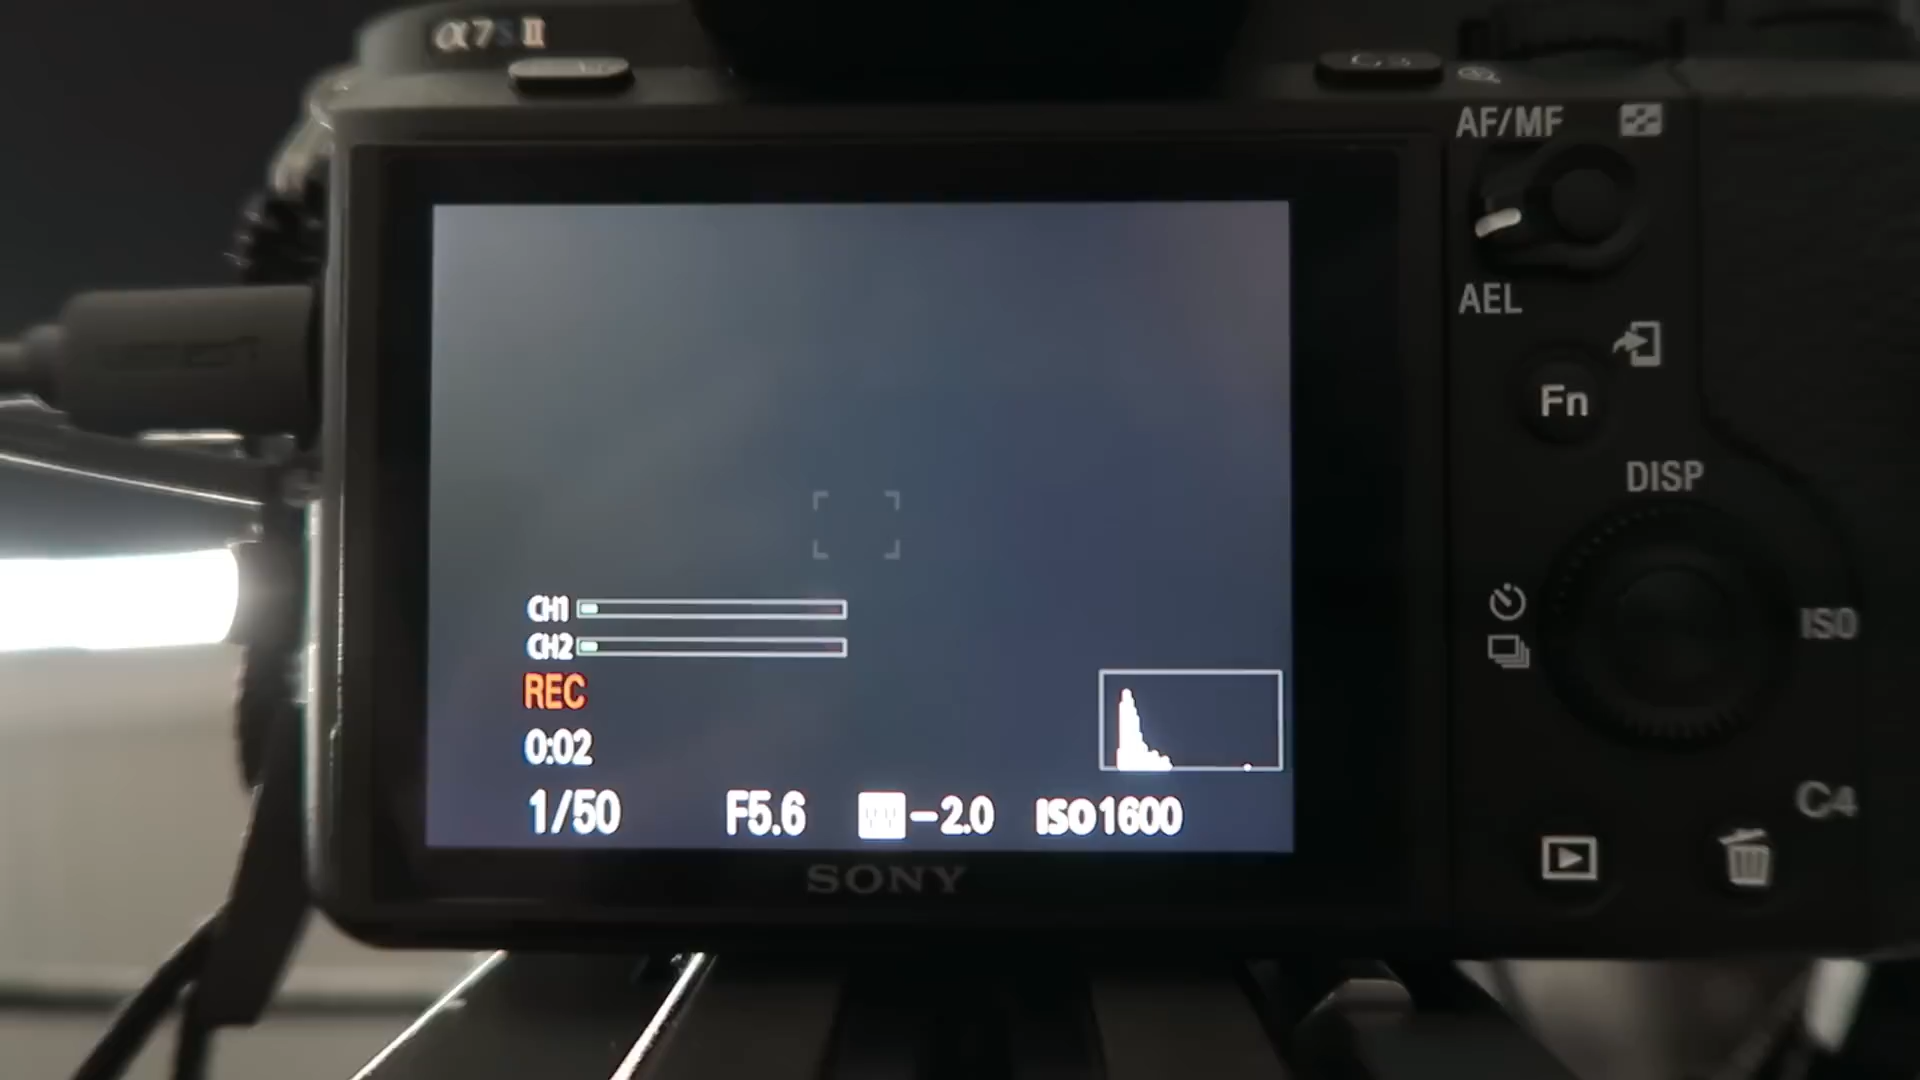 α7SII
C3
AF/MF
AEL
Fn
DISP
ISO
C4
CH1
CH2
REC
0:02
1/50 F5.6 -2.0 ISO1600
SONY